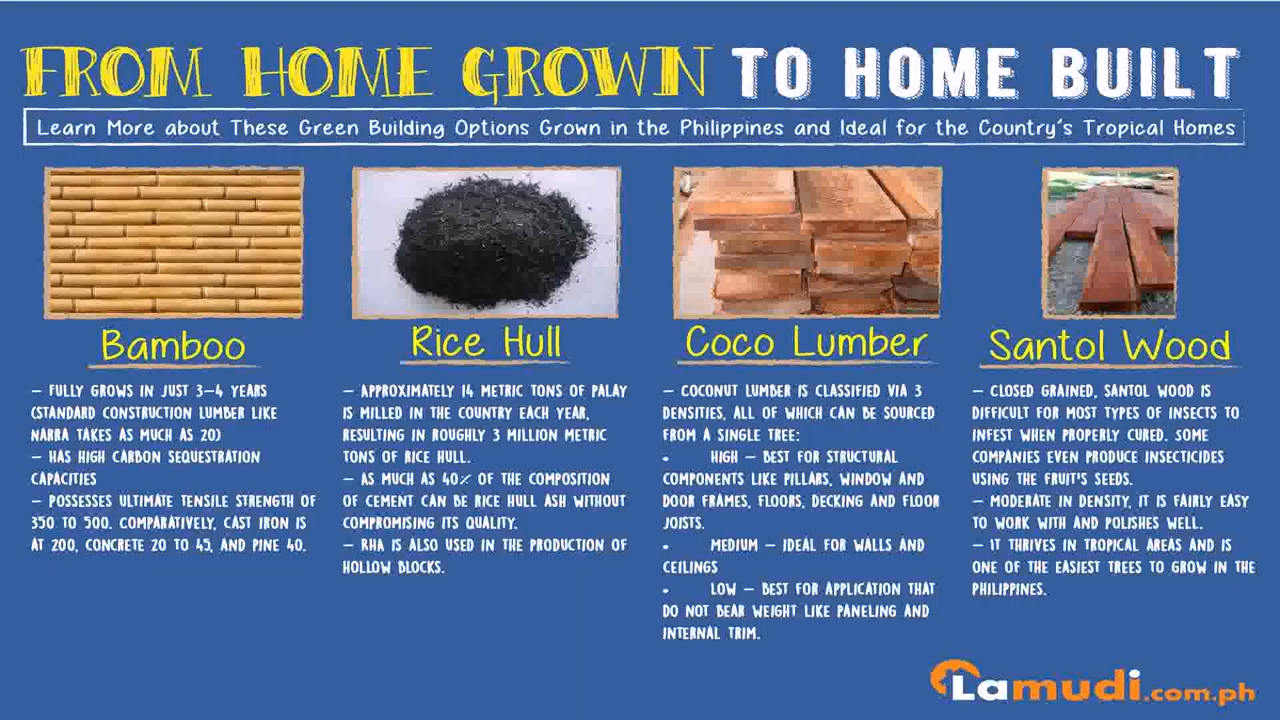 FROM HOME GROWN TO HOME BUILT
Learn More about These Green Building Options Grown in the Philippines and Ideal for the Country's Tropical Homes
Bamboo
– FULLY GROWS IN JUST 3–4 YEARS
(STANDARD CONSTRUCTION LUMBER LIKE
NARRA TAKES AS MUCH AS 20)
– HAS HIGH CARBON SEQUESTRATION
CAPACITIES
– POSSESSES ULTIMATE TENSILE STRENGTH OF
350 TO 500. COMPARATIVELY, CAST IRON IS
AT 200, CONCRETE 20 TO 45, AND PINE 40.
Rice Hull
– APPROXIMATELY 14 METRIC TONS OF PALAY
IS MILLED IN THE COUNTRY EACH YEAR,
RESULTING IN ROUGHLY 3 MILLION METRIC
TONS OF RICE HULL.
– AS MUCH AS 40% OF THE COMPOSITION
OF CEMENT CAN BE RICE HULL ASH WITHOUT
COMPROMISING ITS QUALITY.
– RHA IS ALSO USED IN THE PRODUCTION OF
HOLLOW BLOCKS.
Coco Lumber
– COCONUT LUMBER IS CLASSIFIED VIA 3
DENSITIES, ALL OF WHICH CAN BE SOURCED
FROM A SINGLE TREE:
• HIGH – BEST FOR STRUCTURAL
COMPONENTS LIKE PILLARS, WINDOW AND
DOOR FRAMES, FLOORS, DECKING AND FLOOR
JOISTS.
• MEDIUM – IDEAL FOR WALLS AND
CEILINGS
• LOW – BEST FOR APPLICATION THAT
DO NOT BEAR WEIGHT LIKE PANELING AND
INTERNAL TRIM.
Santol Wood
– CLOSED GRAINED, SANTOL WOOD IS
DIFFICULT FOR MOST TYPES OF INSECTS TO
INFEST WHEN PROPERLY CURED. SOME
COMPANIES EVEN PRODUCE INSECTICIDES
USING THE FRUIT'S SEEDS.
– MODERATE IN DENSITY, IT IS FAIRLY EASY
TO WORK WITH AND POLISHES WELL.
– IT THRIVES IN TROPICAL AREAS AND IS
ONE OF THE EASIEST TREES TO GROW IN THE
PHILIPPINES.
Lamudi.com.ph